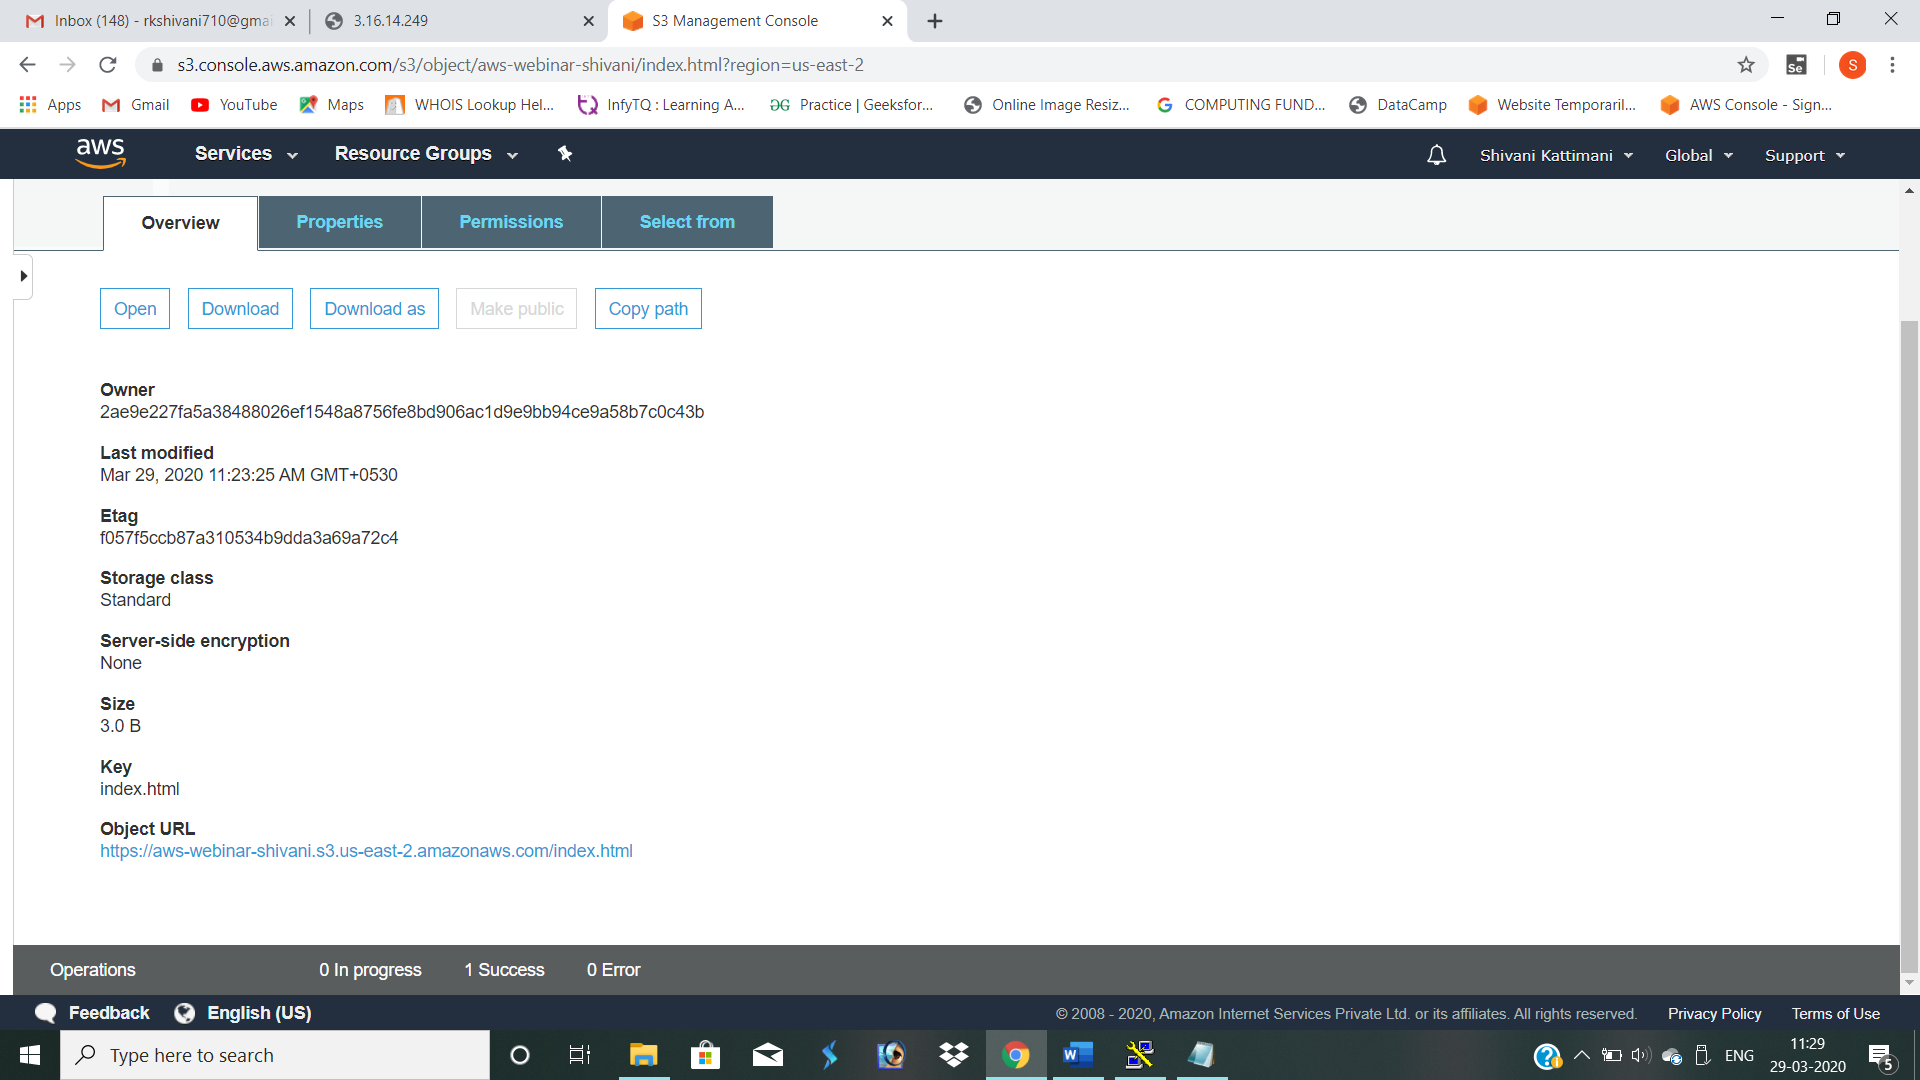 Inbox (148) - rkshivani710@gma
3.16.14.249
S3 Management Console
s3.console.aws.amazon.com/s3/object/aws-webinar-shivani/index.html?region=us-east-2
Se
S
Apps
Gmail
YouTube
Maps
WHOIS Lookup Hel...
InfyTQ : Learning A...
Practice | Geeksfor...
Online Image Resiz...
COMPUTING FUND...
DataCamp
Website Temporaril...
AWS Console - Sign...
aws
Services
Resource Groups
Shivani Kattimani
Global
Support
Overview
Properties
Permissions
Select from
Open
Download
Download as
Make public
Copy path
Owner
2ae9e227fa5a38488026ef1548a8756fe8bd906ac1d9e9bb94ce9a58b7c0c43b
Last modified
Mar 29, 2020 11:23:25 AM GMT+0530
Etag
f057f5ccb87a310534b9dda3a69a72c4
Storage class
Standard
Server-side encryption
None
Size
3.0 B
Key
index.html
Object URL
https://aws-webinar-shivani.s3.us-east-2.amazonaws.com/index.html
Operations
0 In progress
1 Success
0 Error
Feedback
English (US)
© 2008 - 2020, Amazon Internet Services Private Ltd. or its affiliates. All rights reserved.
Privacy Policy
Terms of Use
Type here to search
ENG
11:29
29-03-2020
5